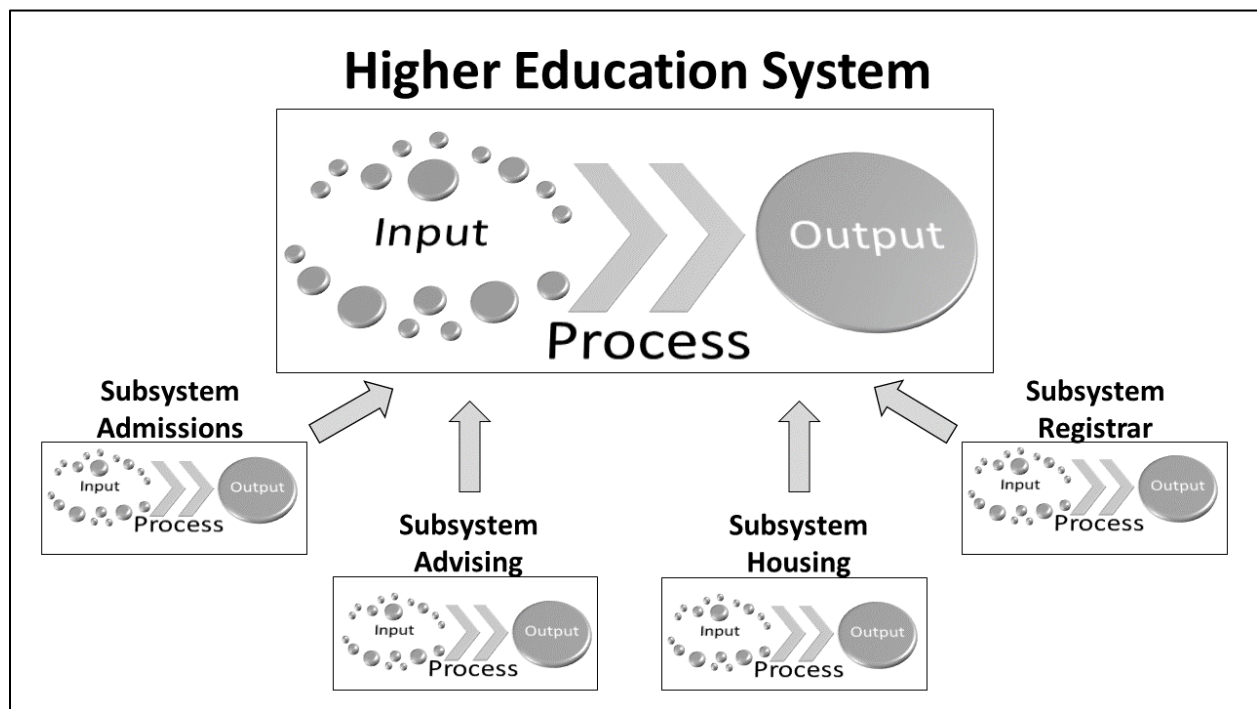 Higher Education System
Input
Output
Process
Subsystem
Admissions
Input
Output
Process
Subsystem
Advising
Input
Output
Process
Subsystem
Housing
Input
Output
Process
Subsystem
Registrar
Input
Output
Process